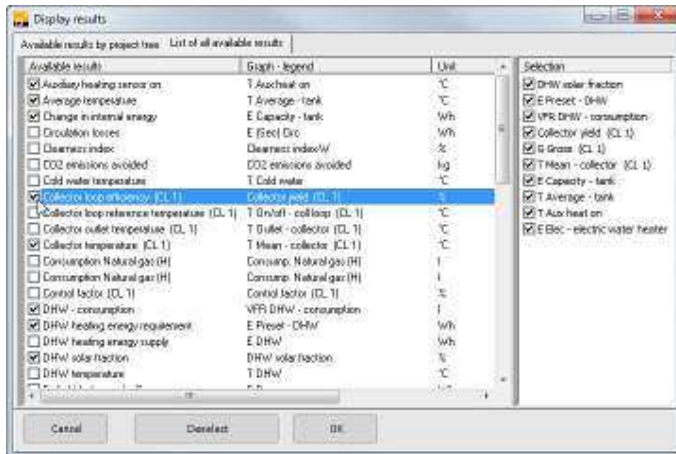 Display results
Available results by project tree List of all available results
Available results Graph - legend Unit Selection
Auxiliary heating sensor on T Aux heat on °C
Average temperature T Average - tank °C
Change in internal energy E Capacity - tank Wh
Circulation losses E (Geo) Circ Wh
Clearness index Clearness index/V %
CO2 emissions avoided CO2 emissions avoided kg
Cold water temperature T Cold water °C
Collector loop efficiency (CL 1) Collector yield (CL 1) %
Collector loop reference temperature (CL 1) T On/off - coll loop (CL 1) °C
Collector outlet temperature (CL 1) T Outlet - collector (CL 1) °C
Collector temperature (CL 1) T Mean - collector (CL 1) °C
Consumption Natural gas (H) Consump. Natural gas (H) l
Consumption Natural gas (H) Consump. Natural gas (H) l
Control factor (CL 1) Control factor (CL 1) %
DHW - consumption VFR DHW - consumption l
DHW heating energy requirement E Preset - DHW Wh
DHW heating energy supply E DHW Wh
DHW solar fraction DHW solar fraction %
DHW temperature T DHW °C
DHW solar fraction
E Preset - DHW
VFR DHW - consumption
Collector yield (CL 1)
G Gross (CL 1)
T Mean - collector (CL 1)
E Capacity - tank
T Average - tank
T Aux heat on
E Elec - electric water heater
Cancel Deselect OK